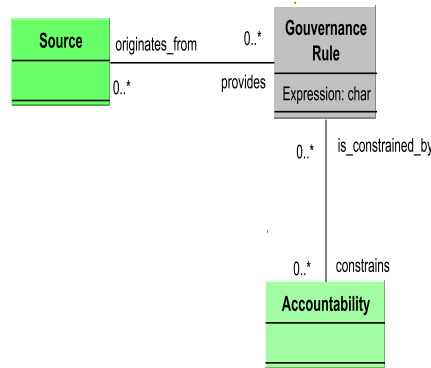 Source
originates_from
0..*
Gouvernance
Rule
0..*
provides
Expression: char
0..*
is_constrained_by
0..*
constrains
Accountability